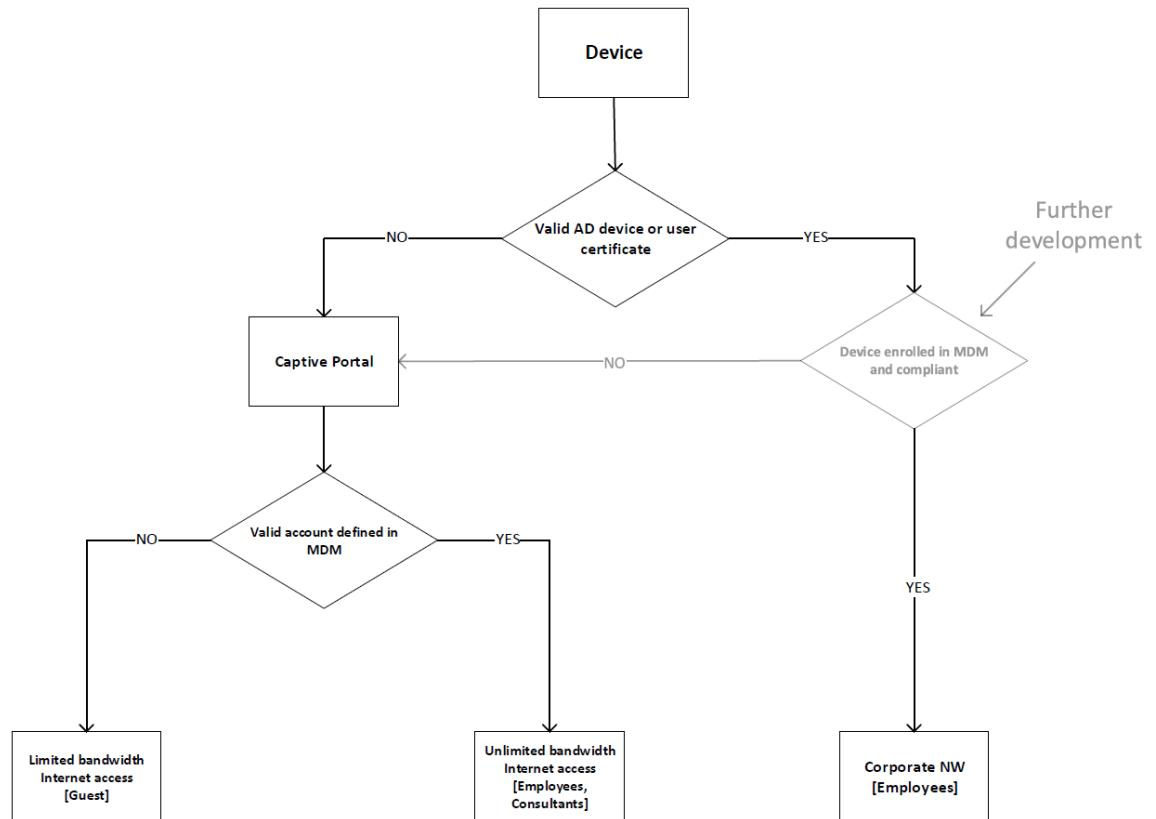 Device
Valid AD device or user
certificate
NO
YES
Further
development
Captive Portal
NO
Device enrolled in MDM
and compliant
Valid account defined in
MDM
NO
YES
YES
Limited bandwidth
Internet access
[Guest]
Unlimited bandwidth
Internet access
[Employees,
Consultants]
Corporate NW
[Employees]